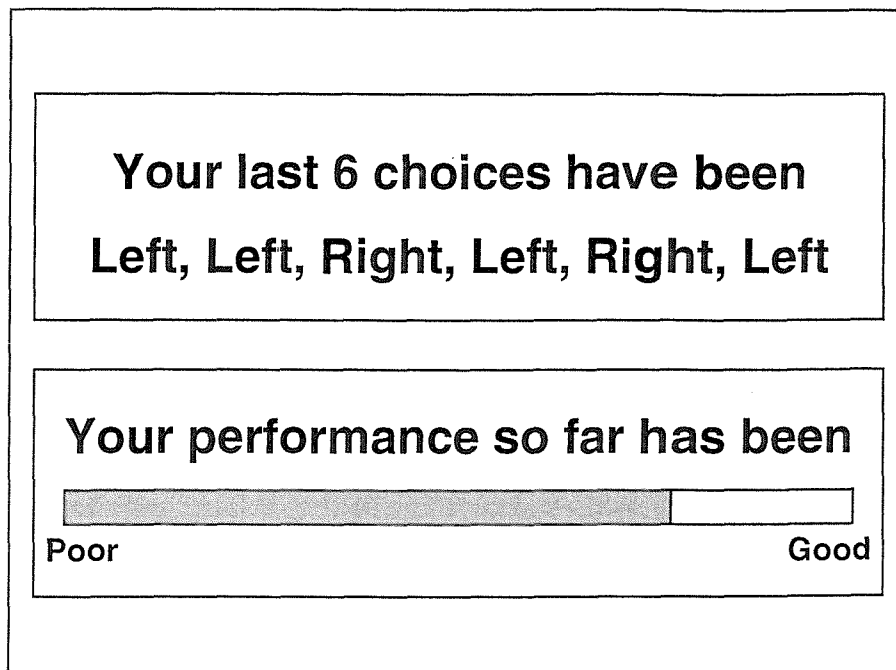 Your last 6 choices have been
Left, Left, Right, Left, Right, Left
Your performance so far has been
Poor Good